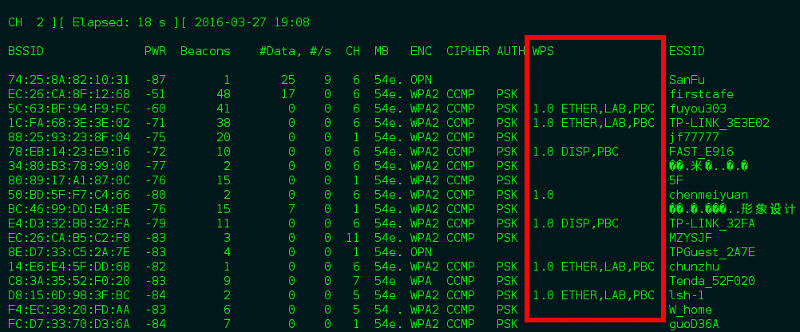 CH 2 ][ Elapsed: 18 s ][ 2016-03-27 19:08
BSSID PWR Beacons #Data, #/s CH MB ENC CIPHER AUTH WPS ESSID
74:25:8A:82:10:31 -87 1 25 9 6 54e. OPN SanFu
EC:26:CA:8F:12:68 -51 48 17 0 6 54e. WPA2 CCMP PSK firstcafe
5C:63:BF:94:F9:FC -60 41 0 0 6 54e. WPA2 CCMP PSK 1.0 ETHER,LAB,PBC fuyou303
1C:FA:68:3E:3E:02 -71 38 0 0 6 54e. WPA2 CCMP PSK 1.0 ETHER,LAB,PBC TP-LINK_3E3E02
88:25:93:23:8F:04 -75 20 0 0 1 54e. WPA2 CCMP PSK jf77777
78:EB:14:23:E9:16 -72 10 0 0 6 54e. WPA2 CCMP PSK 1.0 DISP,PBC FAST_E916
34:80:B3:78:99:00 -77 2 0 0 6 54e. WPA2 CCMP PSK ��.米�..�.�
80:89:17:A1:87:0C -76 15 0 0 1 54e. WPA2 CCMP PSK 5F
50:BD:5F:F7:C4:66 -80 2 0 0 6 54e. WPA2 CCMP PSK 1.0 chenmeiyuan
BC:46:99:DD:E4:8E -76 15 7 0 1 54e. WPA2 CCMP PSK ��.�.���..形象设计
E4:D3:32:B8:32:FA -79 11 0 0 6 54e. WPA2 CCMP PSK 1.0 DISP,PBC TP-LINK_32FA
EC:26:CA:B5:C2:F8 -83 3 0 0 11 54e. WPA2 CCMP PSK MZYSJF
8E:D7:33:C5:2A:7E -83 4 0 0 1 54e. OPN TPGuest_2A7E
14:E6:E4:5F:DD:68 -82 1 0 0 6 54e. WPA2 CCMP PSK 1.0 ETHER,LAB,PBC chunzhu
C8:3A:35:52:F0:20 -83 9 0 0 7 54e WPA CCMP PSK Tenda_52F020
D8:15:0D:98:3F:BC -84 2 0 0 5 54e WPA2 CCMP PSK 1.0 ETHER,LAB,PBC lsh-1
F4:EC:38:20:FD:AA -83 6 0 0 5 54 . WPA2 CCMP PSK W_home
FC:D7:33:70:D3:6A -84 7 0 0 1 54e. WPA2 CCMP PSK guoD36A